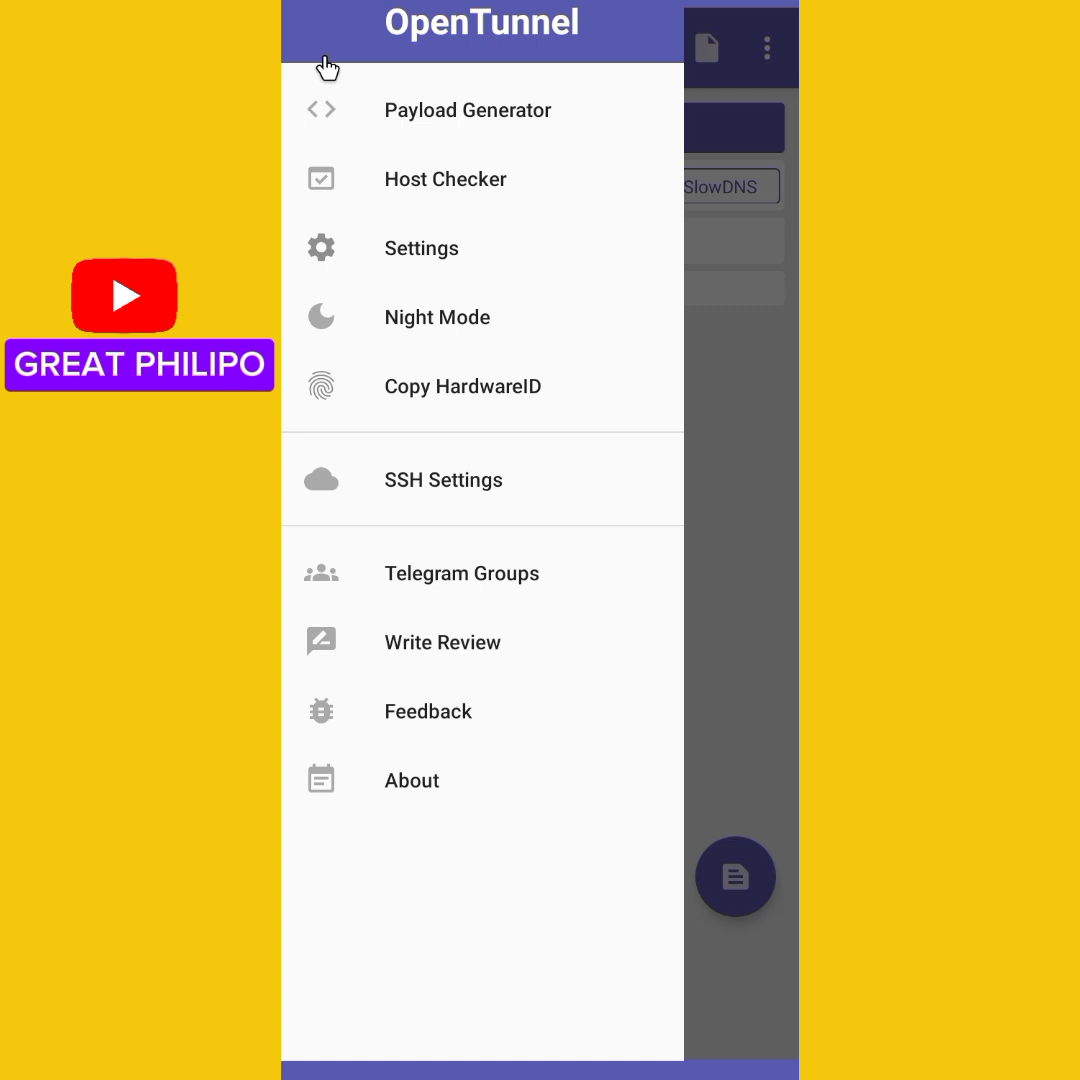 OpenTunnel
Payload Generator
Host Checker
SlowDNS
Settings
Night Mode
GREAT PHILIPO
Copy HardwareID
SSH Settings
Telegram Groups
Write Review
Feedback
About